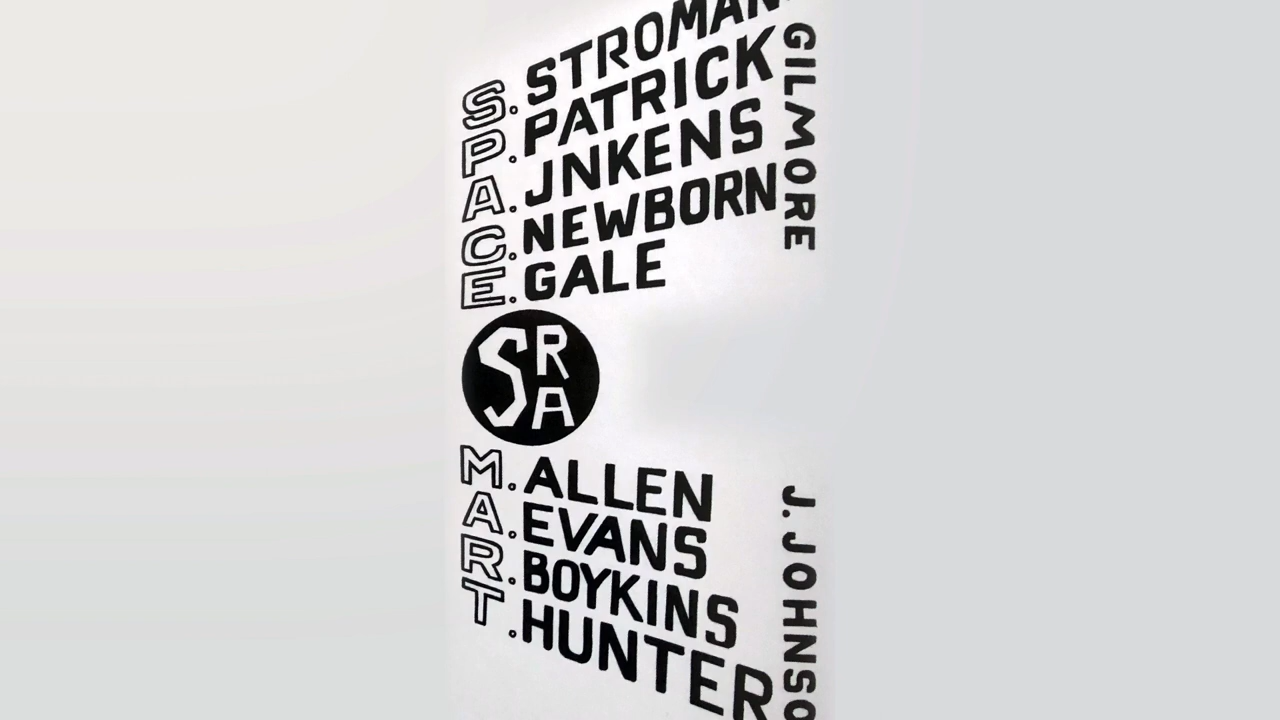 S. STROMAN
P. PATRICK
A. JNKENS
C. NEWBORN
E. GALE
SRA
M. ALLEN
A. EVANS
R. BOYKINS
T. HUNTER
GILMORE
J. JOHNSO